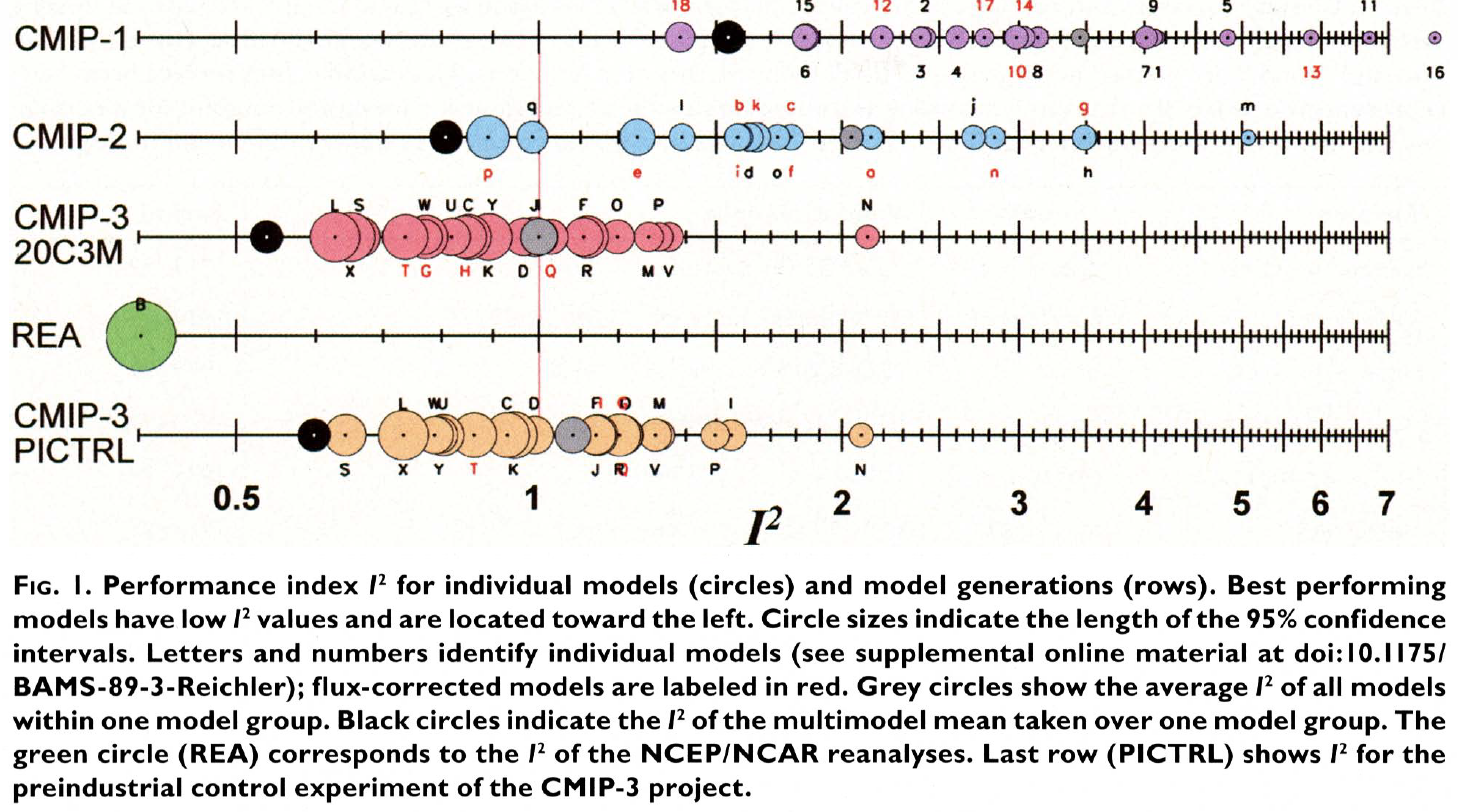 18 15 12 2 17 14 9 5 11
CMIP-1
6 3 4 10 8 7 1 13 16
q l b k c j g m
CMIP-2
p e i d o f a n h
L S W U C Y J F O P N
CMIP-3
20C3M
X T G H K D Q R M V
B
REA
L W U C D F I G O M I
CMIP-3
PICTRL
S X Y T K J R Q V P N
0.5 1 2 3 4 5 6 7
I²
FIG. 1. Performance index I² for individual models (circles) and model generations (rows). Best performing
models have low I² values and are located toward the left. Circle sizes indicate the length of the 95% confidence
intervals. Letters and numbers identify individual models (see supplemental online material at doi:10.1175/
BAMS-89-3-Reichler); flux-corrected models are labeled in red. Grey circles show the average I² of all models
within one model group. Black circles indicate the I² of the multimodel mean taken over one model group. The
green circle (REA) corresponds to the I² of the NCEP/NCAR reanalyses. Last row (PICTRL) shows I² for the
preindustrial control experiment of the CMIP-3 project.